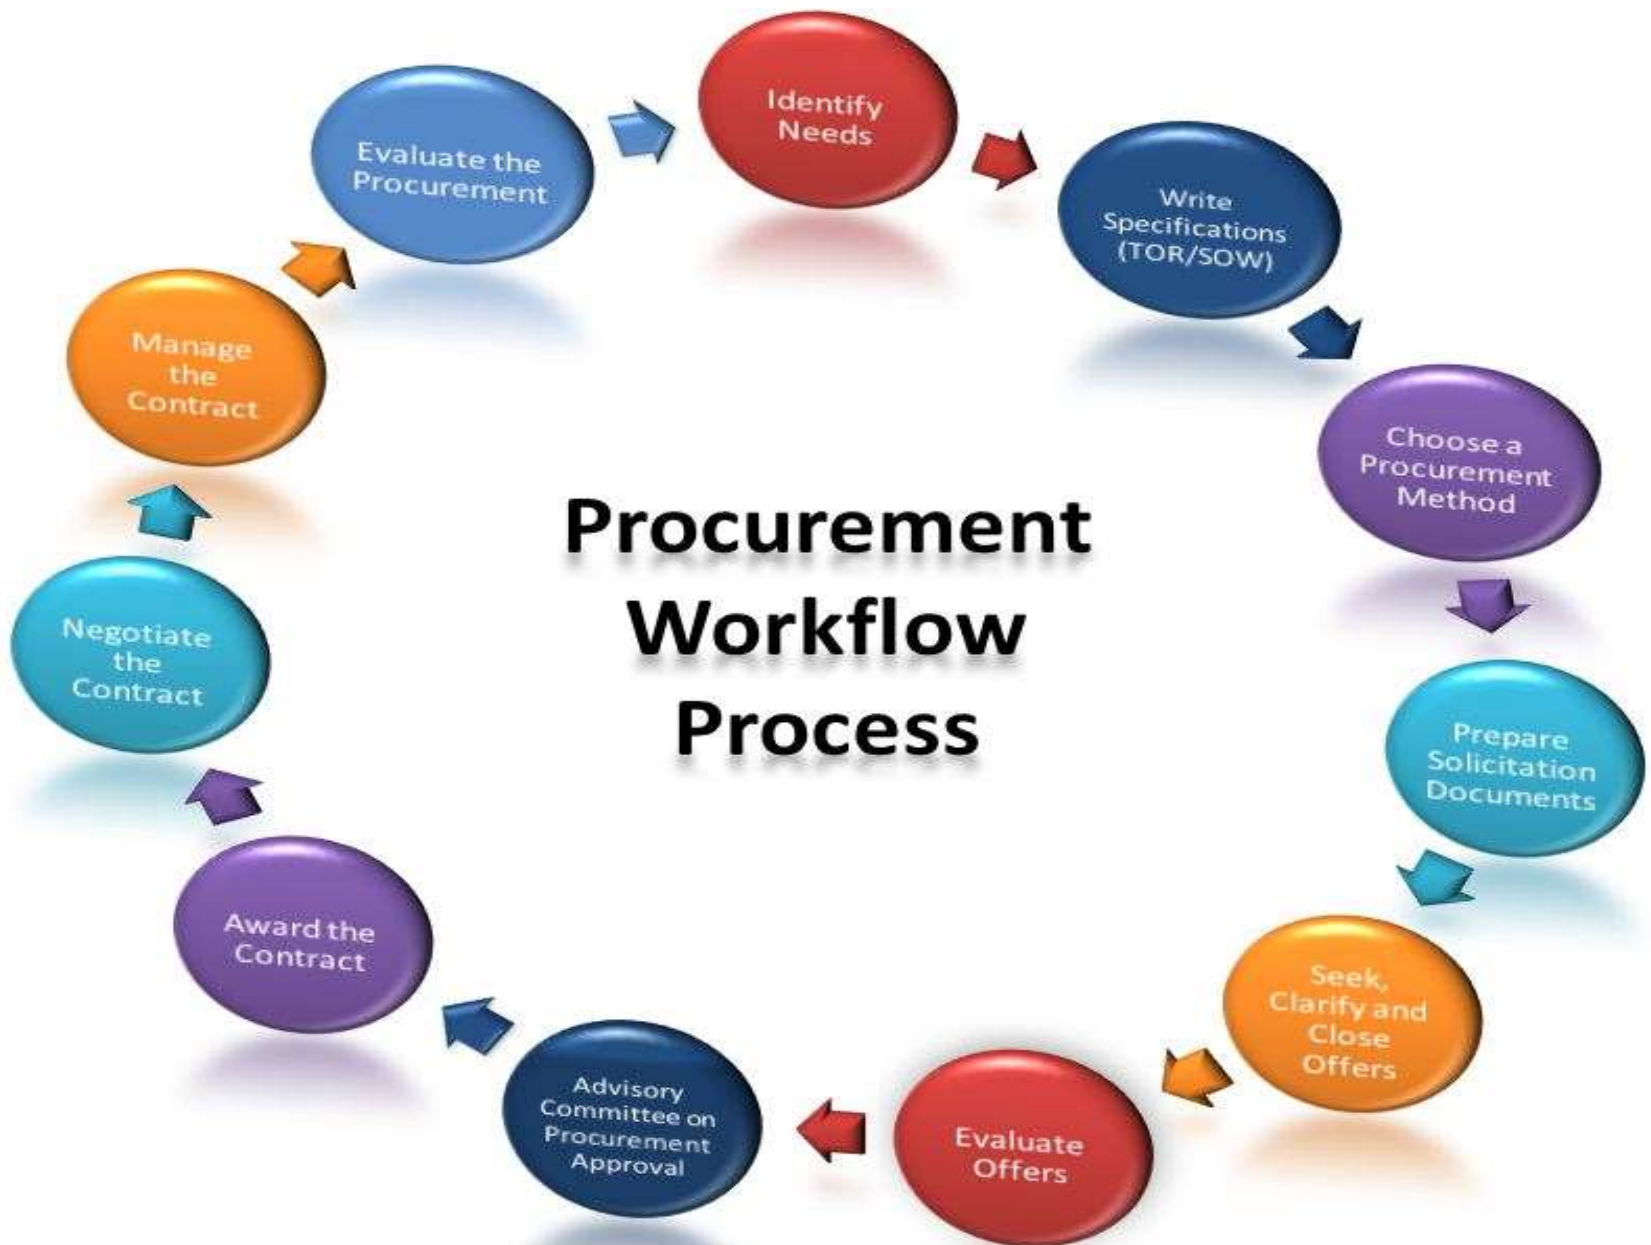 Identify
Needs
Write
Specifications
(TOR/SOW)
Choose a
Procurement
Method
Prepare
Solicitation
Documents
Seek,
Clarify and
Close
Offers
Evaluate
Offers
Advisory
Committee on
Procurement
Approval
Award the
Contract
Negotiate
the
Contract
Manage
the
Contract
Evaluate the
Procurement
Procurement
Workflow
Process